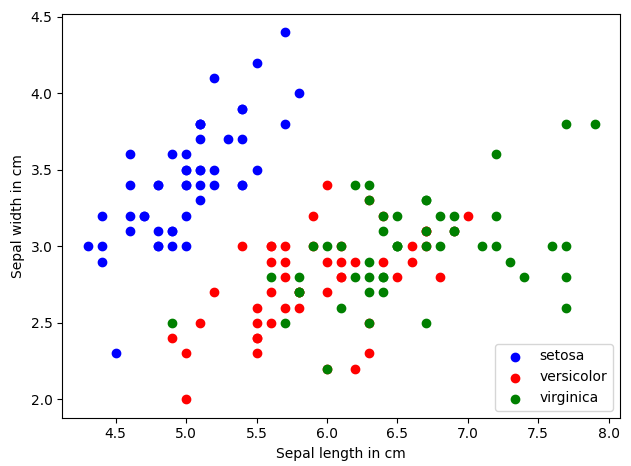 4.5
4.0
3.5
3.0
2.5
2.0
Sepal width in cm
4.5 5.0 5.5 6.0 6.5 7.0 7.5 8.0
Sepal length in cm
setosa
versicolor
virginica